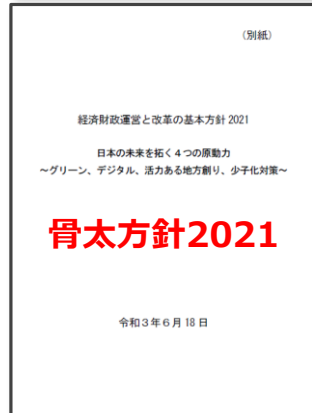 （別紙）
経済財政運営と改革の基本方針 2021
日本の未来を拓く４つの原動力
～グリーン、デジタル、活力ある地方創り、少子化対策～
骨太方針2021
令和３年６月 18 日